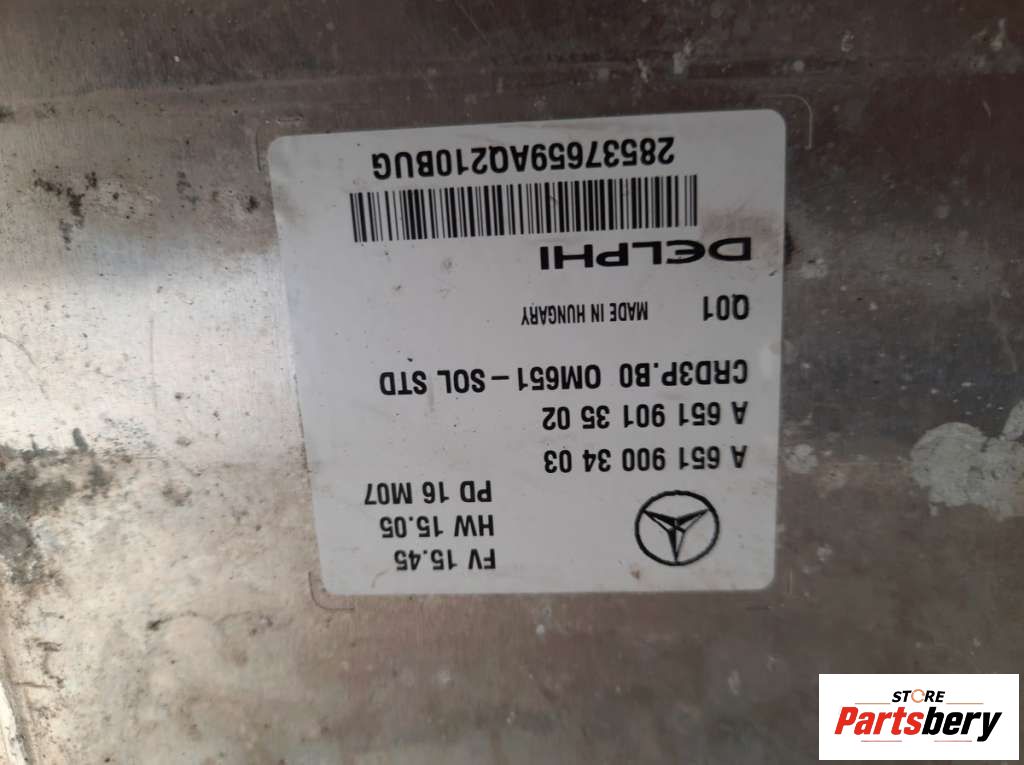 FV 15.45
HW 15.05
PD 16 M07
A 651 900 34 03
A 651 901 35 02
CRD3P.B0 OM651-SOL STD
Q01 MADE IN HUNGARY
DELPHI
28537659AQ210BUG
STORE
Partsbery